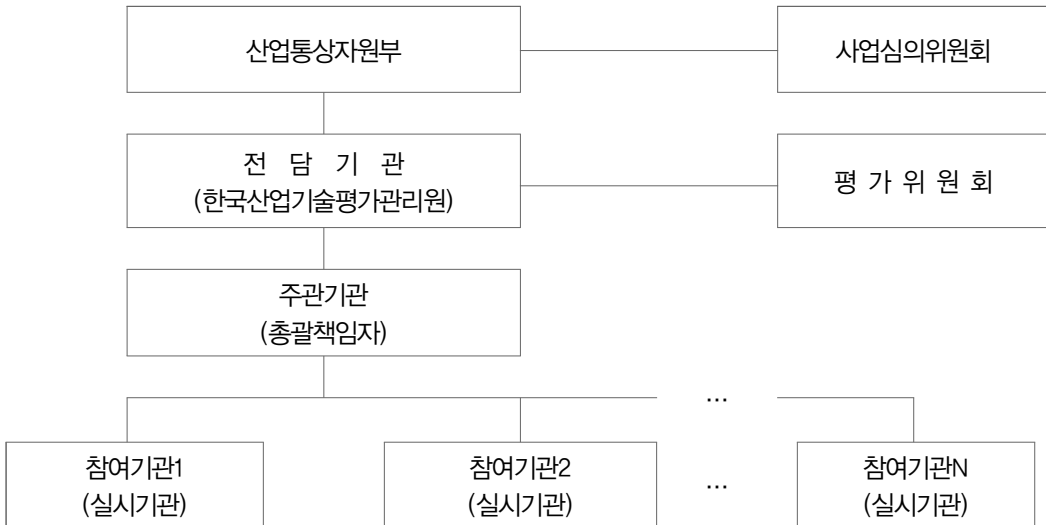 산업통상자원부
사업심의위원회
전 담 기 관
(한국산업기술평가관리원)
평 가 위 원 회
주관기관
(총괄책임자)
...
참여기관1
(실시기관)
참여기관2
(실시기관)
...
참여기관N
(실시기관)